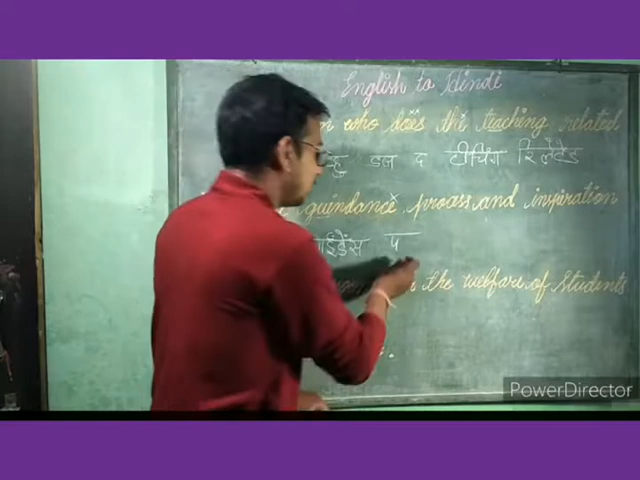 English to Hindi
who does the teaching related
हु डज द टीचिंग रिलेटेड
guindance process, and inspiration
गाईडेंस प
the welfare of students
PowerDirector